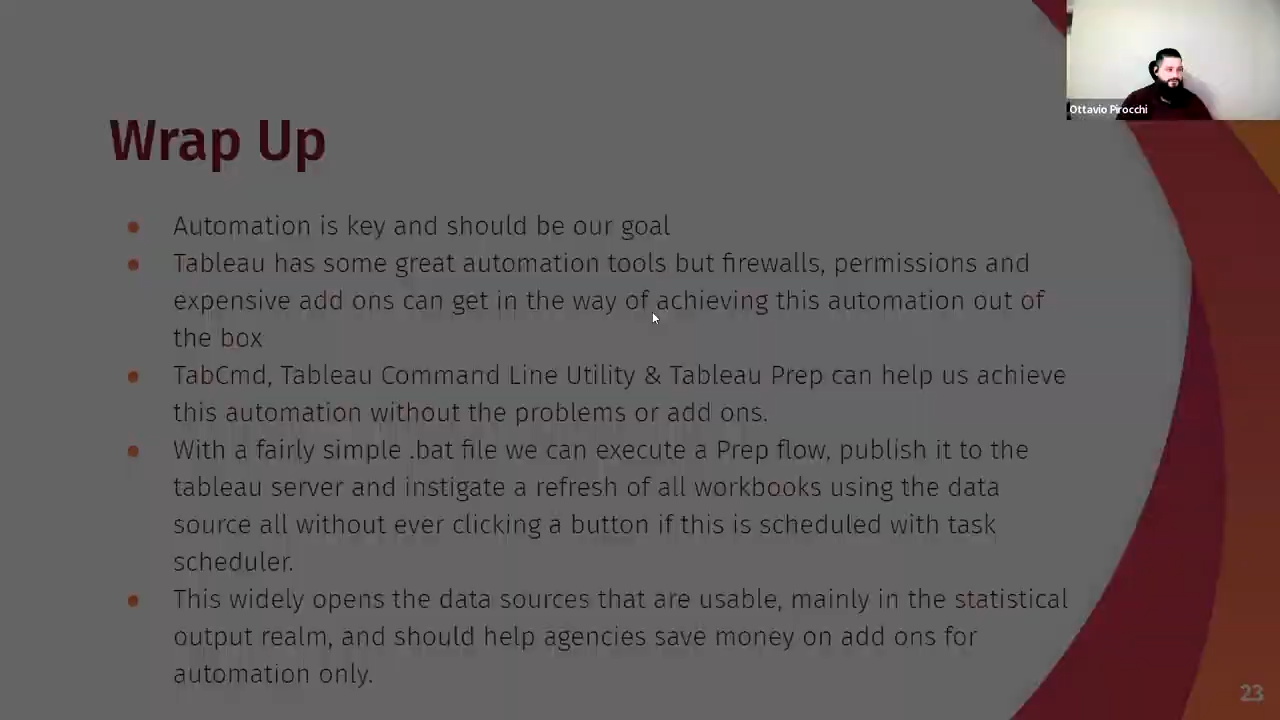 Ottavio Pirocchi
Wrap Up
• Automation is key and should be our goal
• Tableau has some great automation tools but firewalls, permissions and
expensive add ons can get in the way of achieving this automation out of
the box
• TabCmd, Tableau Command Line Utility & Tableau Prep can help us achieve
this automation without the problems or add ons.
• With a fairly simple .bat file we can execute a Prep flow, publish it to the
tableau server and instigate a refresh of all workbooks using the data
source all without ever clicking a button if this is scheduled with task
scheduler.
• This widely opens the data sources that are usable, mainly in the statistical
output realm, and should help agencies save money on add ons for
automation only.
23